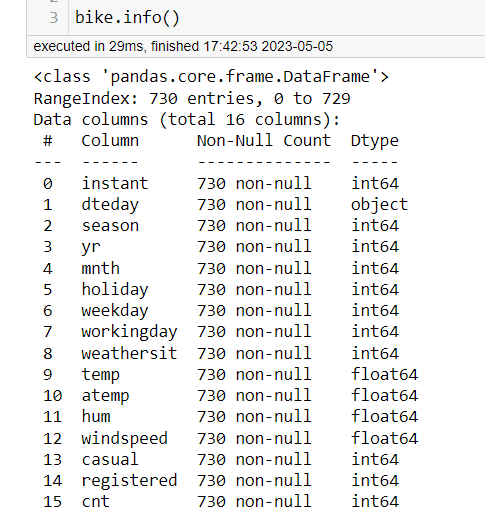 3 bike.info()
executed in 29ms, finished 17:42:53 2023-05-05
<class 'pandas.core.frame.DataFrame'>
RangeIndex: 730 entries, 0 to 729
Data columns (total 16 columns):
 #   Column      Non-Null Count  Dtype
---  ------      --------------  -----
 0   instant     730 non-null    int64
 1   dteday      730 non-null    object
 2   season      730 non-null    int64
 3   yr          730 non-null    int64
 4   mnth        730 non-null    int64
 5   holiday     730 non-null    int64
 6   weekday     730 non-null    int64
 7   workingday  730 non-null    int64
 8   weathersit  730 non-null    int64
 9   temp        730 non-null    float64
 10  atemp       730 non-null    float64
 11  hum         730 non-null    float64
 12  windspeed   730 non-null    float64
 13  casual      730 non-null    int64
 14  registered  730 non-null    int64
 15  cnt         730 non-null    int64